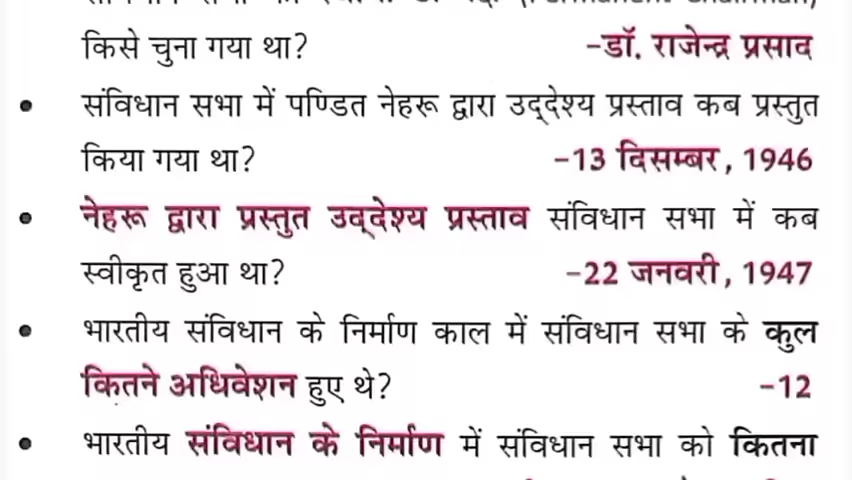 किसे चुना गया था? -डॉ. राजेन्द्र प्रसाद
• संविधान सभा में पण्डित नेहरू द्वारा उद्देश्य प्रस्ताव कब प्रस्तुत
किया गया था? -13 दिसम्बर, 1946
• नेहरू द्वारा प्रस्तुत उद्देश्य प्रस्ताव संविधान सभा में कब
स्वीकृत हुआ था? -22 जनवरी, 1947
• भारतीय संविधान के निर्माण काल में संविधान सभा के कुल
कितने अधिवेशन हुए थे? -12
• भारतीय संविधान के निर्माण में संविधान सभा को कितना